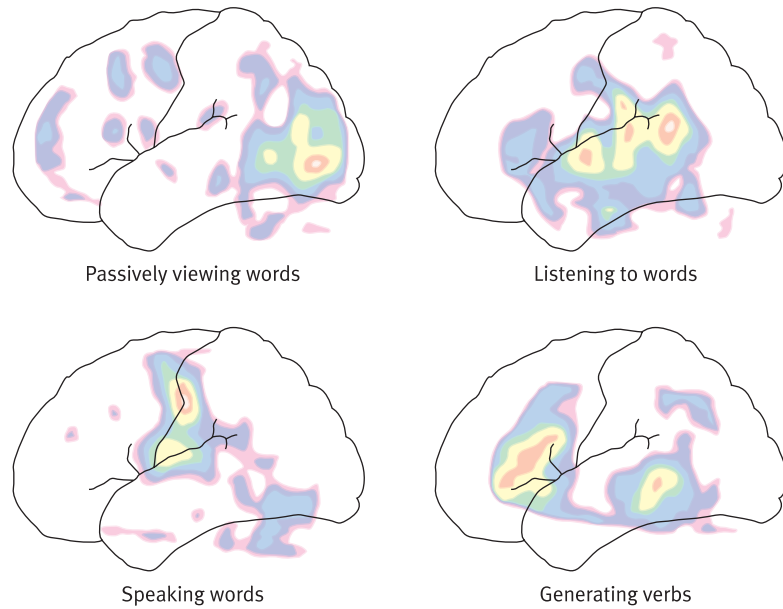 Passively viewing words
Listening to words
Speaking words
Generating verbs